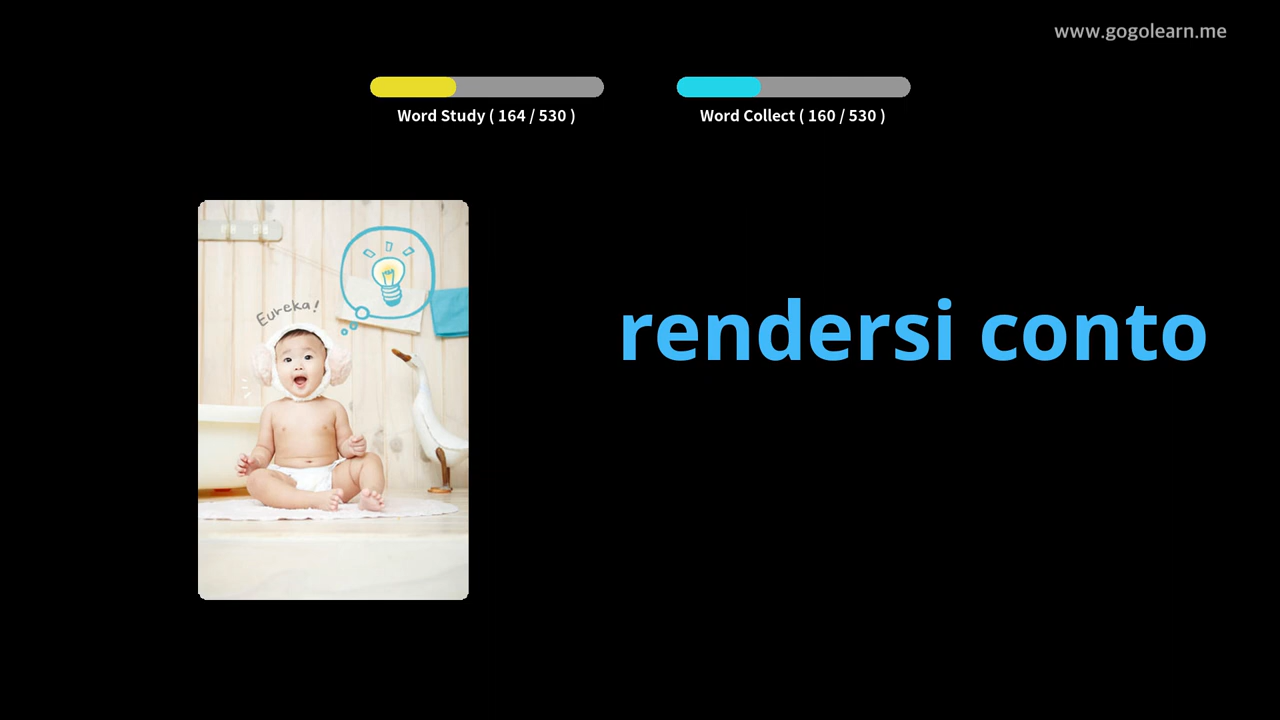 www.gogolearn.me
Word Study ( 164 / 530 )
Word Collect ( 160 / 530 )
Eureka!
rendersi conto